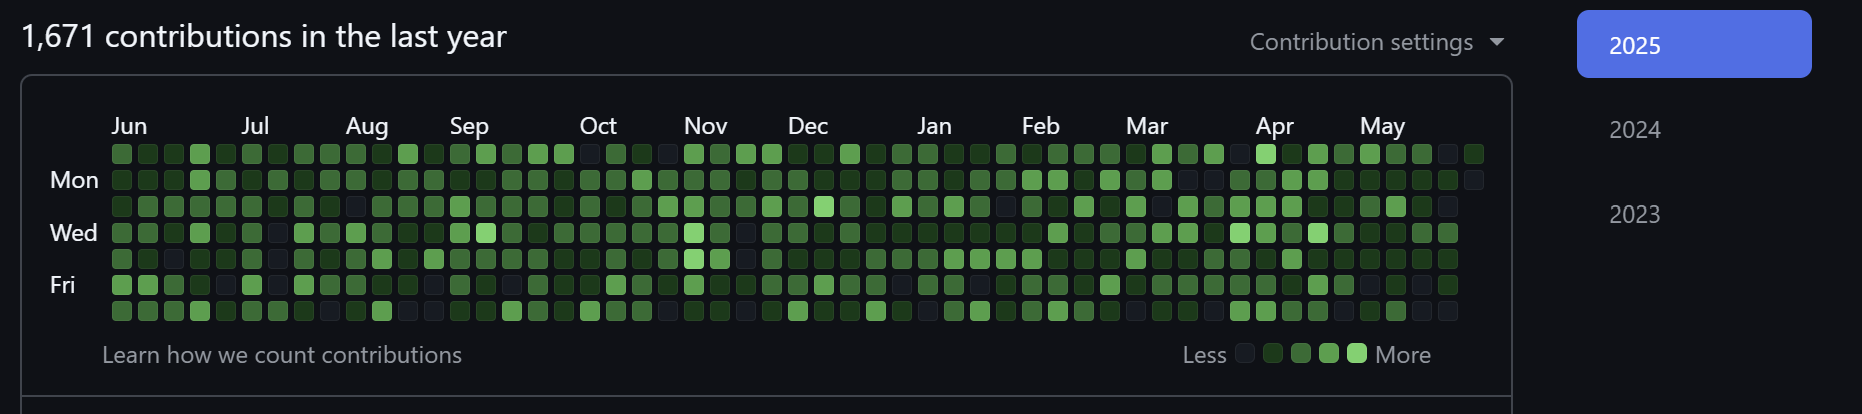 1,671 contributions in the last year
Contribution settings
2025
2024
2023
Jun Jul Aug Sep Oct Nov Dec Jan Feb Mar Apr May
Mon
Wed
Fri
Learn how we count contributions
Less More